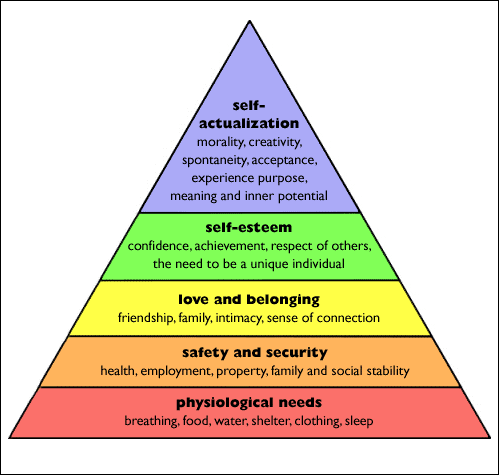 self-
actualization
morality, creativity,
spontaneity, acceptance,
experience purpose,
meaning and inner potential
self-esteem
confidence, achievement, respect of others,
the need to be a unique individual
love and belonging
friendship, family, intimacy, sense of connection
safety and security
health, employment, property, family and social stability
physiological needs
breathing, food, water, shelter, clothing, sleep